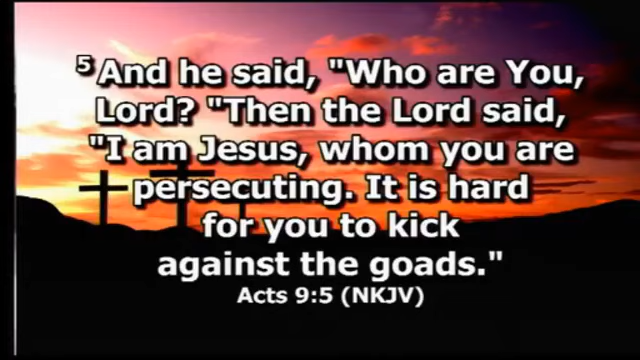 5 And he said, "Who are You,
Lord? "Then the Lord said,
"I am Jesus, whom you are
persecuting. It is hard
for you to kick
against the goads."
Acts 9:5 (NKJV)